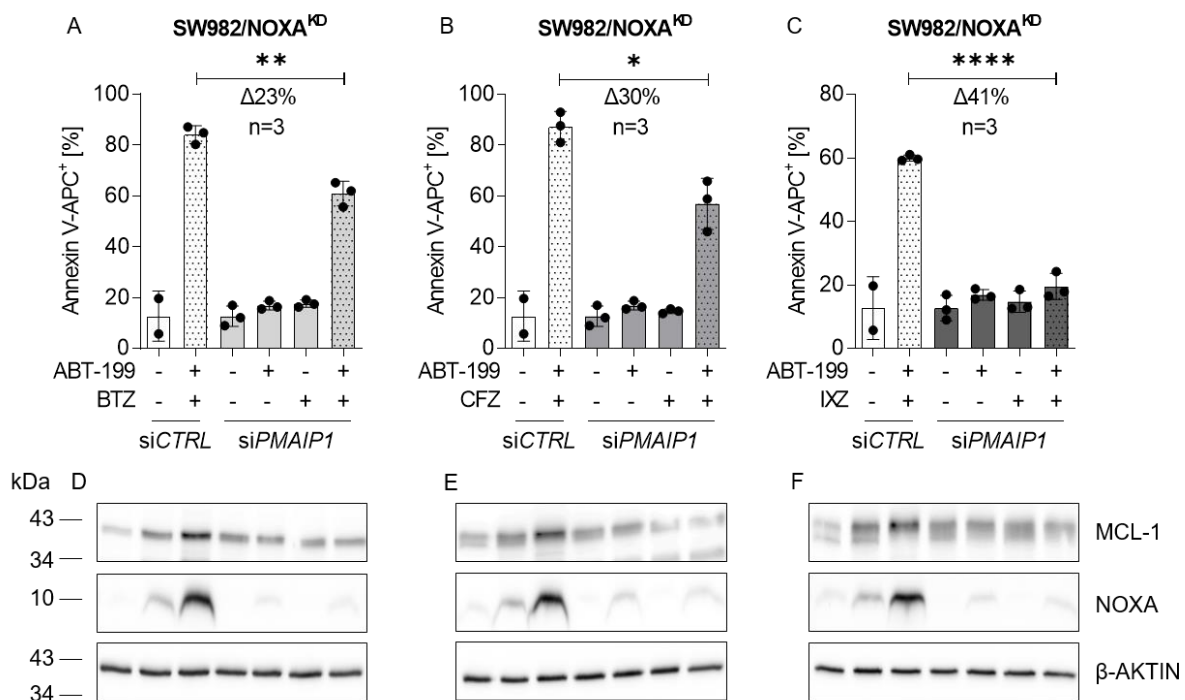 A SW982/NOXA^KD
**
Δ23%
n=3
Annexin V-APC⁺ [%]
100
80
60
40
20
0
ABT-199 - + - + - +
BTZ - + - - + +
siCTRL siPMAIP1
B SW982/NOXA^KD
*
Δ30%
n=3
Annexin V-APC⁺ [%]
100
80
60
40
20
0
ABT-199 - + - + - +
CFZ - + - - + +
siCTRL siPMAIP1
C SW982/NOXA^KD
****
Δ41%
n=3
Annexin V-APC⁺ [%]
80
60
40
20
0
ABT-199 - + - + - +
IXZ - + - - + +
siCTRL siPMAIP1
kDa D E F
43
34
MCL-1
10
NOXA
43
34
β-AKTIN